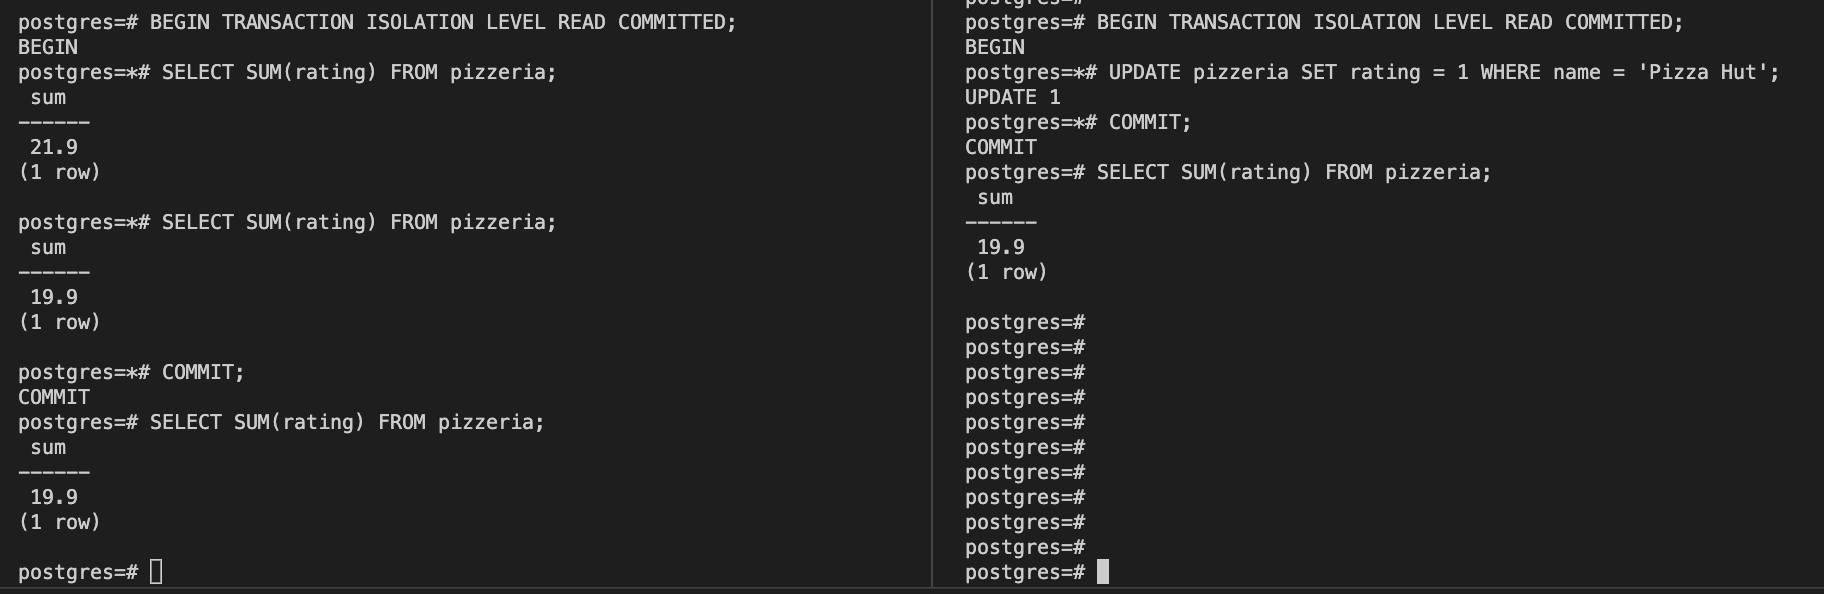 postgres=# BEGIN TRANSACTION ISOLATION LEVEL READ COMMITTED;
BEGIN
postgres=*# SELECT SUM(rating) FROM pizzeria;
 sum
------
 21.9
(1 row)

postgres=*# SELECT SUM(rating) FROM pizzeria;
 sum
------
 19.9
(1 row)

postgres=*# COMMIT;
COMMIT
postgres=# SELECT SUM(rating) FROM pizzeria;
 sum
------
 19.9
(1 row)

postgres=#
postgres=#
postgres=# BEGIN TRANSACTION ISOLATION LEVEL READ COMMITTED;
BEGIN
postgres=*# UPDATE pizzeria SET rating = 1 WHERE name = 'Pizza Hut';
UPDATE 1
postgres=*# COMMIT;
COMMIT
postgres=# SELECT SUM(rating) FROM pizzeria;
 sum
------
 19.9
(1 row)

postgres=#
postgres=#
postgres=#
postgres=#
postgres=#
postgres=#
postgres=#
postgres=#
postgres=#
postgres=#
postgres=#